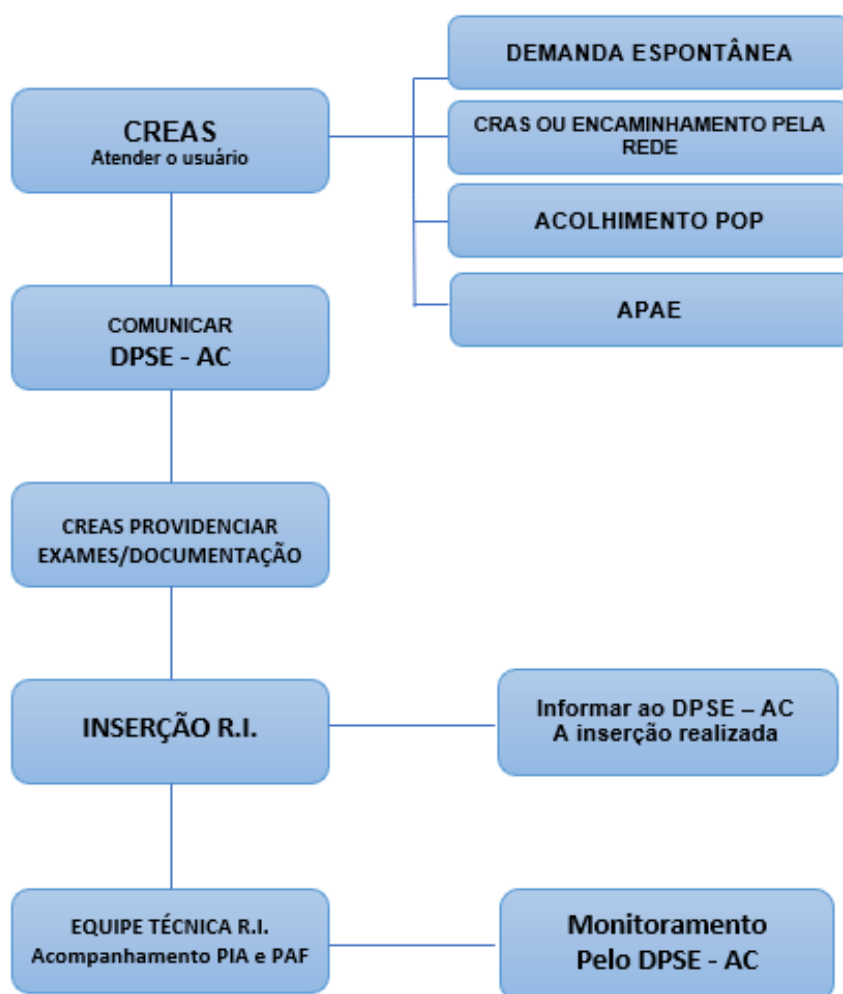 CREAS
Atender o usuário
DEMANDA ESPONTÂNEA
CRAS OU ENCAMINHAMENTO PELA
REDE
ACOLHIMENTO POP
APAE
COMUNICAR
DPSE - AC
CREAS PROVIDENCIAR
EXAMES/DOCUMENTAÇÃO
INSERÇÃO R.I.
Informar ao DPSE – AC
A inserção realizada
EQUIPE TÉCNICA R.I.
Acompanhamento PIA e PAF
Monitoramento
Pelo DPSE - AC